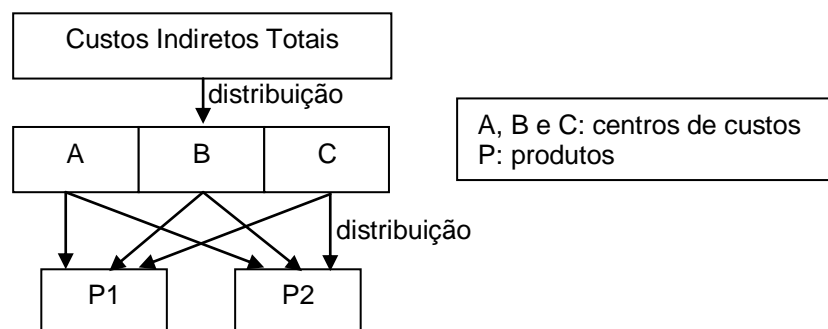 Custos Indiretos Totais
distribuição
A B C
A, B e C: centros de custos
P: produtos
distribuição
P1 P2